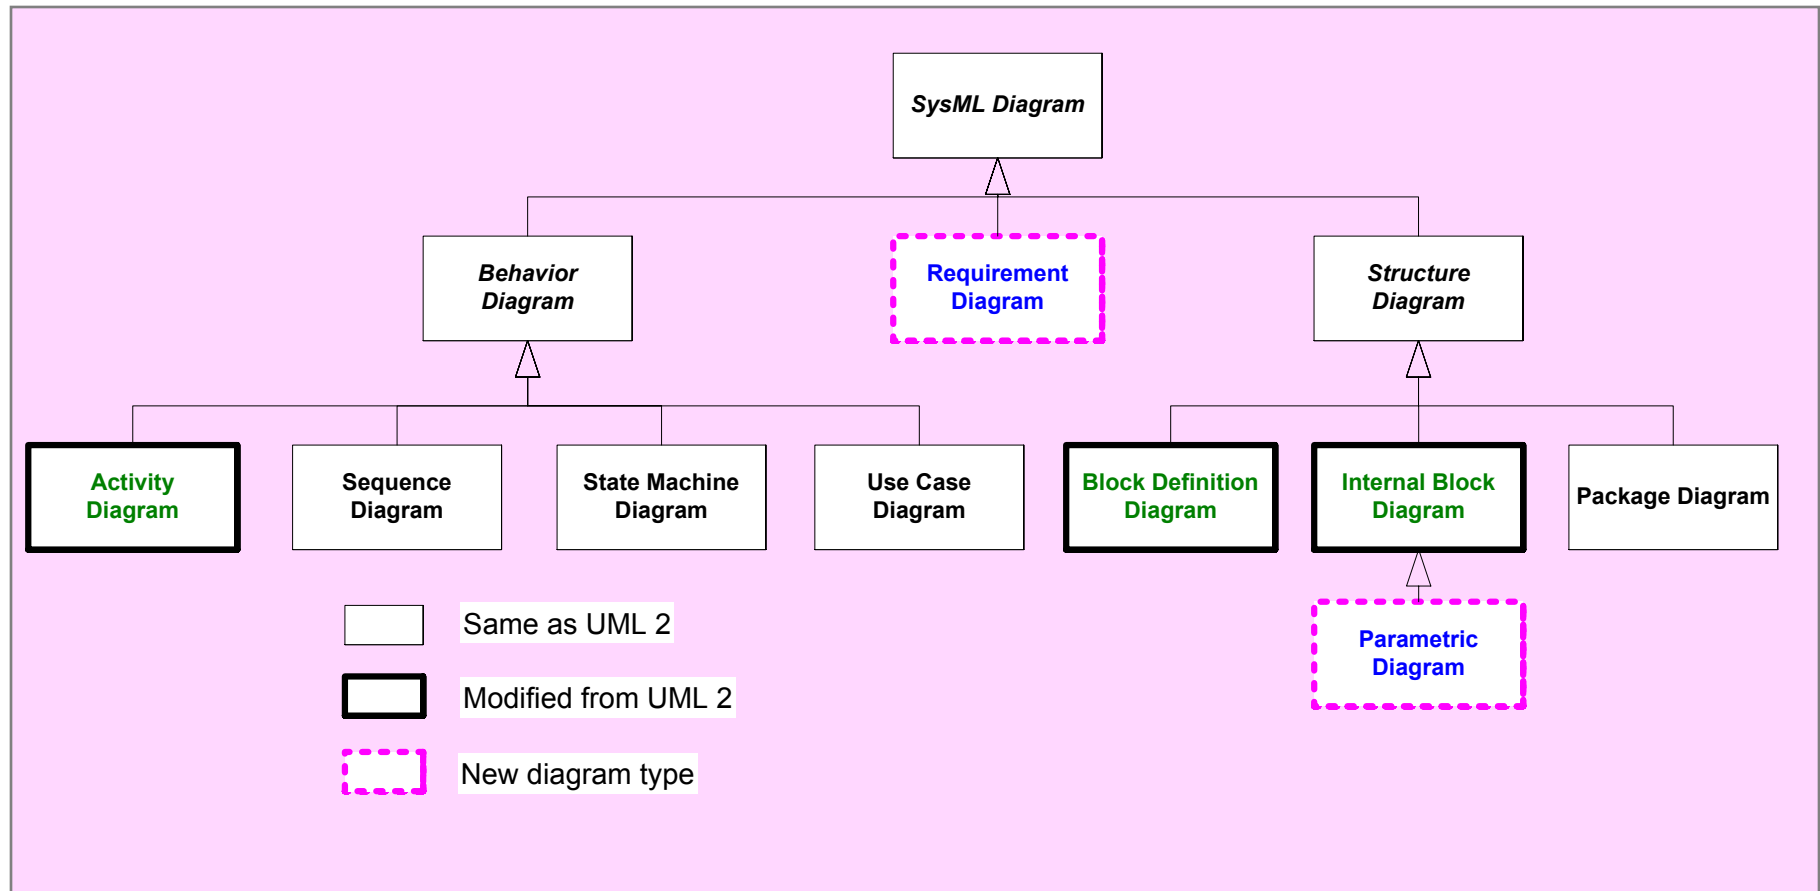 SysML Diagram
Behavior
Diagram
Requirement
Diagram
Structure
Diagram
Activity
Diagram
Sequence
Diagram
State Machine
Diagram
Use Case
Diagram
Block Definition
Diagram
Internal Block
Diagram
Package Diagram
Parametric
Diagram
Same as UML 2
Modified from UML 2
New diagram type